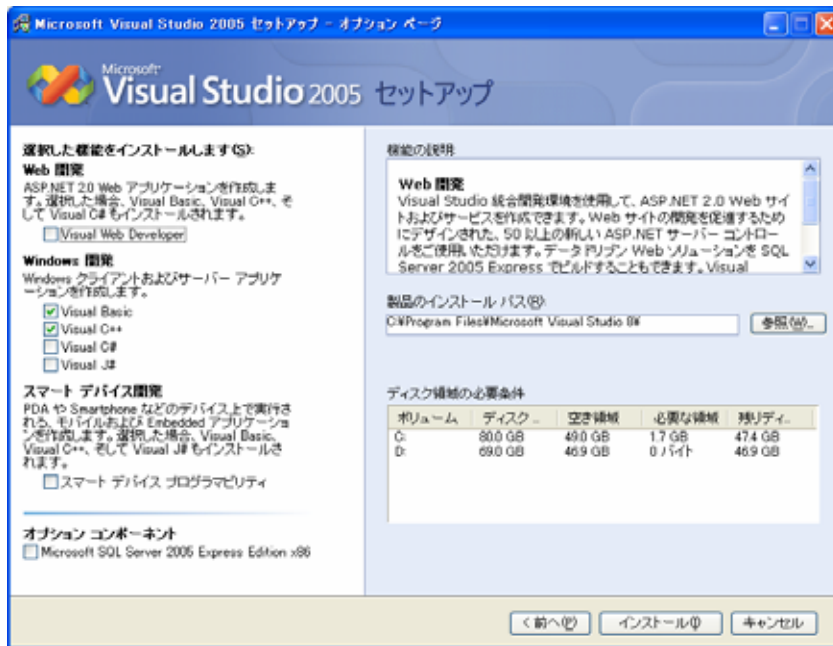 Microsoft Visual Studio 2005 セットアップ - オプション ページ
Microsoft
Visual Studio 2005 セットアップ
選択した機能をインストールします(S):
Web 開発
ASP.NET 2.0 Web アプリケーションを作成しま
す。選択した場合、Visual Basic、Visual C++、そ
して Visual C# もインストールされます。
Visual Web Developer
Windows 開発
Windows クライアントおよびサーバー アプリケ
ーションを作成します。
Visual Basic
Visual C++
Visual C#
Visual J#
スマート デバイス開発
PDA や Smartphone などのデバイス上で実行さ
れる、モバイルおよび Embedded アプリケーショ
ンを作成します。選択した場合、Visual Basic、
Visual C++、そして Visual J# もインストールさ
れます。
スマート デバイス プログラマビリティ
オプション コンポーネント
Microsoft SQL Server 2005 Express Edition x86
機能の説明:
Web 開発
Visual Studio 統合開発環境を使用して、ASP.NET 2.0 Web サイ
トおよびサービスを作成できます。Web サイトの開発を促進するため
にデザインされた、50 以上の新しい ASP.NET サーバー コントロー
ルをご使用いただけます。データ ドリブン Web ソリューションを SQL
Server 2005 Express でビルドすることもできます。Visual
製品のインストール パス(B):
C:¥Program Files¥Microsoft Visual Studio 8¥
参照(W)...
ディスク領域の必要条件
ボリューム ディスク ... 空き領域 必要な領域 残りディ...
C: 80.0 GB 49.0 GB 1.7 GB 47.4 GB
D: 69.0 GB 46.9 GB 0 バイト 46.9 GB
< 前へ(P)
インストール(I)
キャンセル